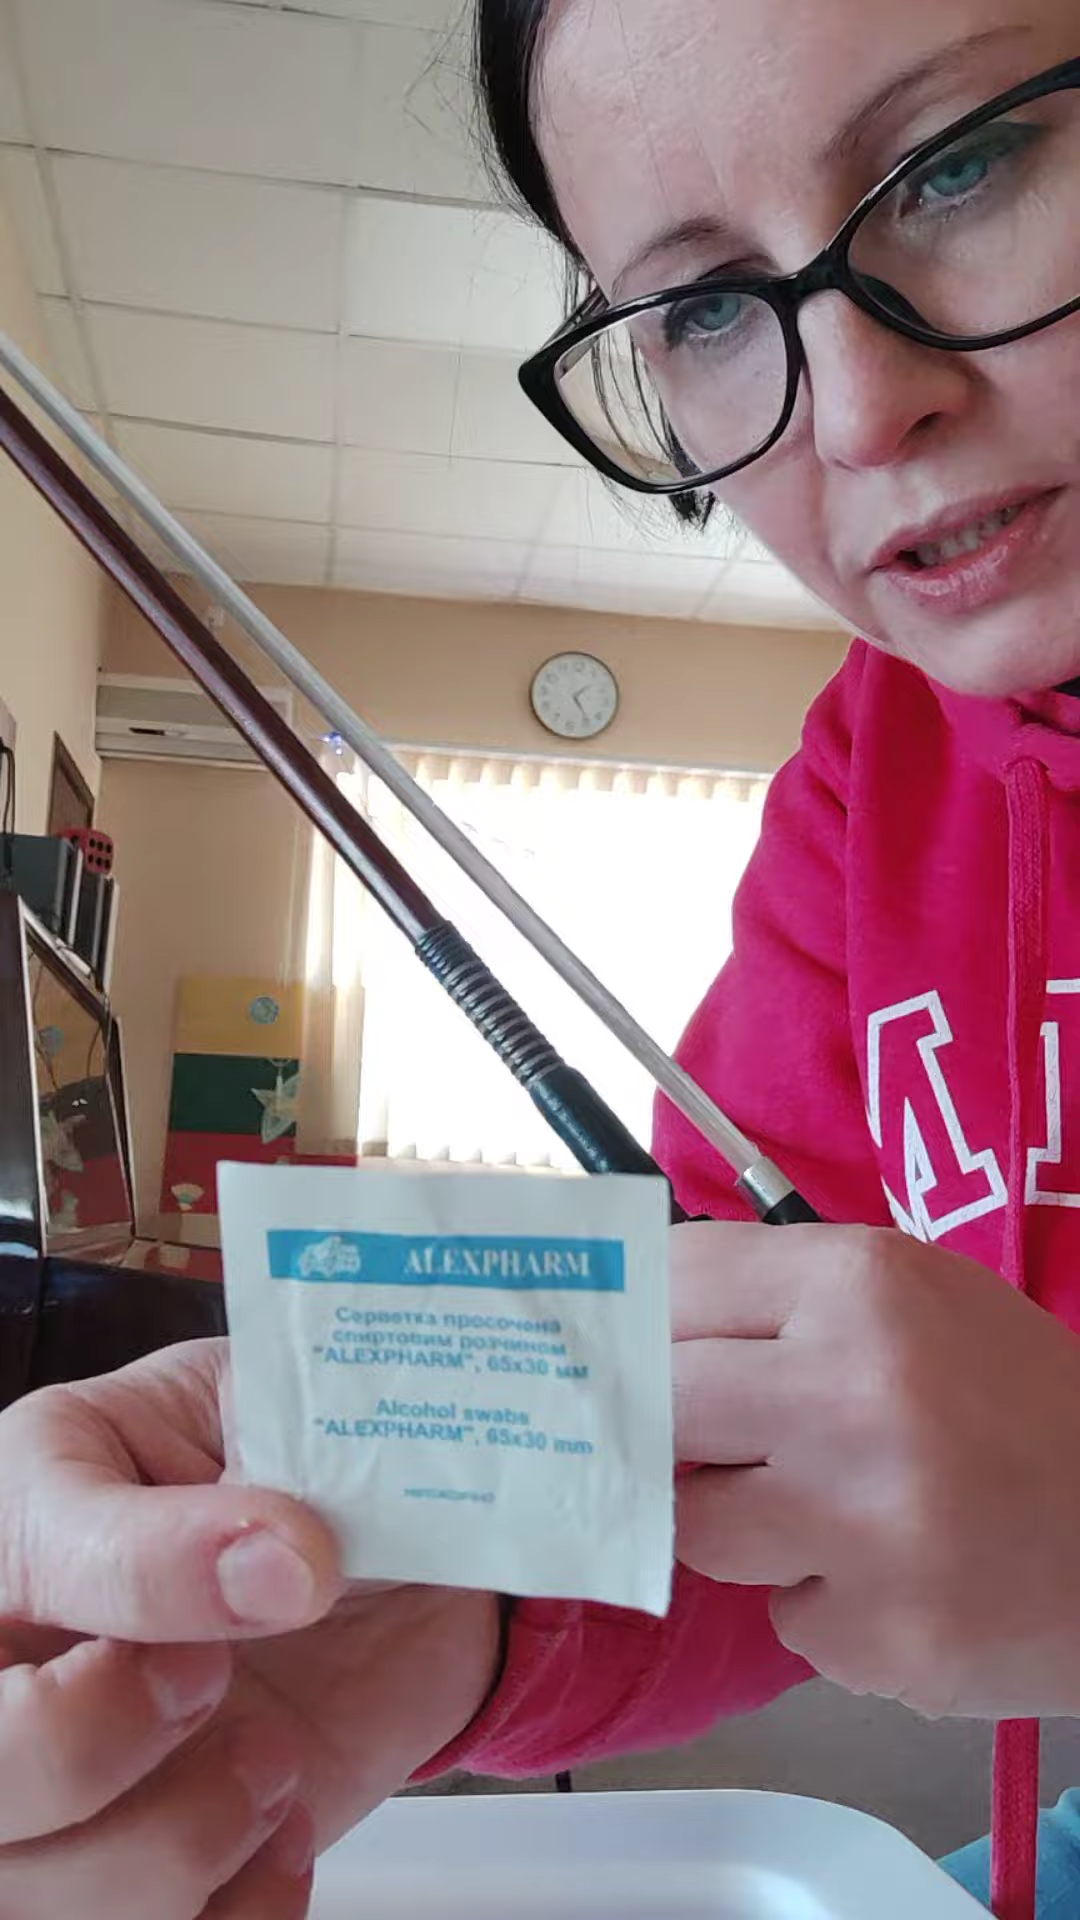 ALEXPHARM
Серветка просочена
спиртовим розчином
"ALEXPHARM", 65x30 мм
Alcohol swabs
"ALEXPHARM", 65x30 mm